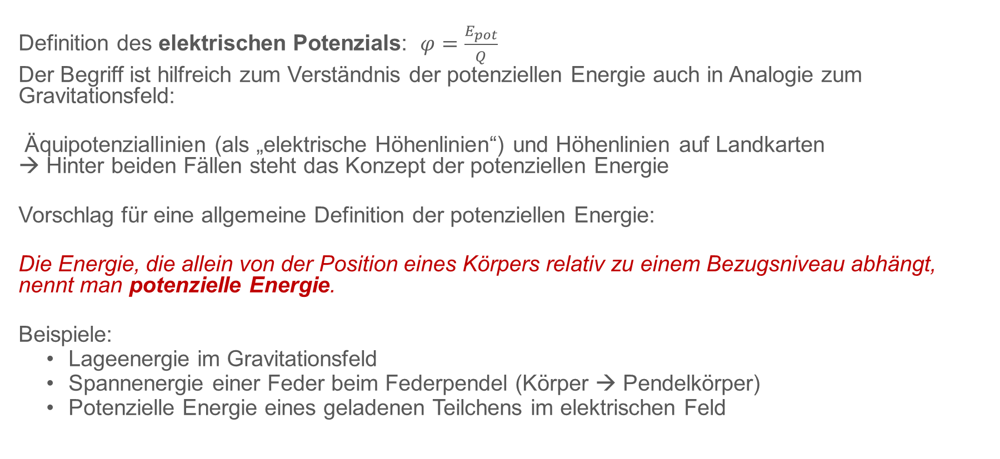 Definition des elektrischen Potenzials: φ = E_pot / Q
Der Begriff ist hilfreich zum Verständnis der potenziellen Energie auch in Analogie zum
Gravitationsfeld:
Äquipotenziallinien (als „elektrische Höhenlinien“) und Höhenlinien auf Landkarten
→ Hinter beiden Fällen steht das Konzept der potenziellen Energie
Vorschlag für eine allgemeine Definition der potenziellen Energie:
Die Energie, die allein von der Position eines Körpers relativ zu einem Bezugsniveau abhängt,
nennt man potenzielle Energie.
Beispiele:
• Lageenergie im Gravitationsfeld
• Spannenergie einer Feder beim Federpendel (Körper → Pendelkörper)
• Potenzielle Energie eines geladenen Teilchens im elektrischen Feld